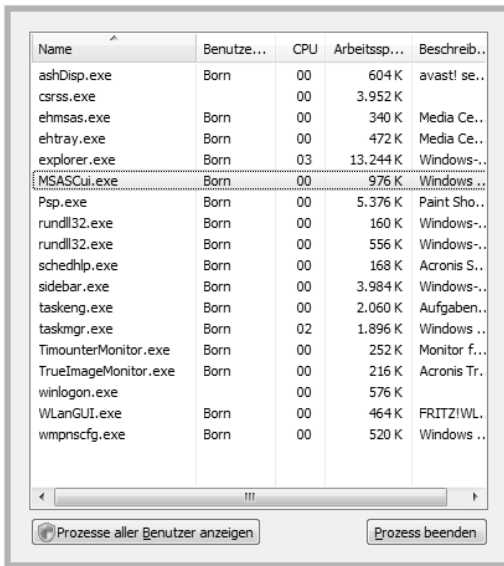 Name Benutze... CPU Arbeitssp... Beschreib..
ashDisp.exe Born 00 604 K avast! se...
csrss.exe 00 3.952 K
ehmsas.exe Born 00 340 K Media Ce...
ehtray.exe Born 00 472 K Media Ce...
explorer.exe Born 03 13.244 K Windows-..
MSASCui.exe Born 00 976 K Windows ..
Psp.exe Born 00 5.376 K Paint Sho..
rundll32.exe Born 00 160 K Windows-..
rundll32.exe Born 00 556 K Windows-..
schedhlp.exe Born 00 168 K Acronis S...
sidebar.exe Born 00 3.984 K Windows-..
taskeng.exe Born 00 2.060 K Aufgaben..
taskmgr.exe Born 02 1.896 K Windows ..
TimounterMonitor.exe Born 00 252 K Monitor f...
TrueImageMonitor.exe Born 00 216 K Acronis Tr..
winlogon.exe 00 576 K
WLanGUI.exe Born 00 464 K FRITZ!WL..
wmpnscfg.exe Born 00 520 K Windows ..
Prozesse aller Benutzer anzeigen Prozess beenden